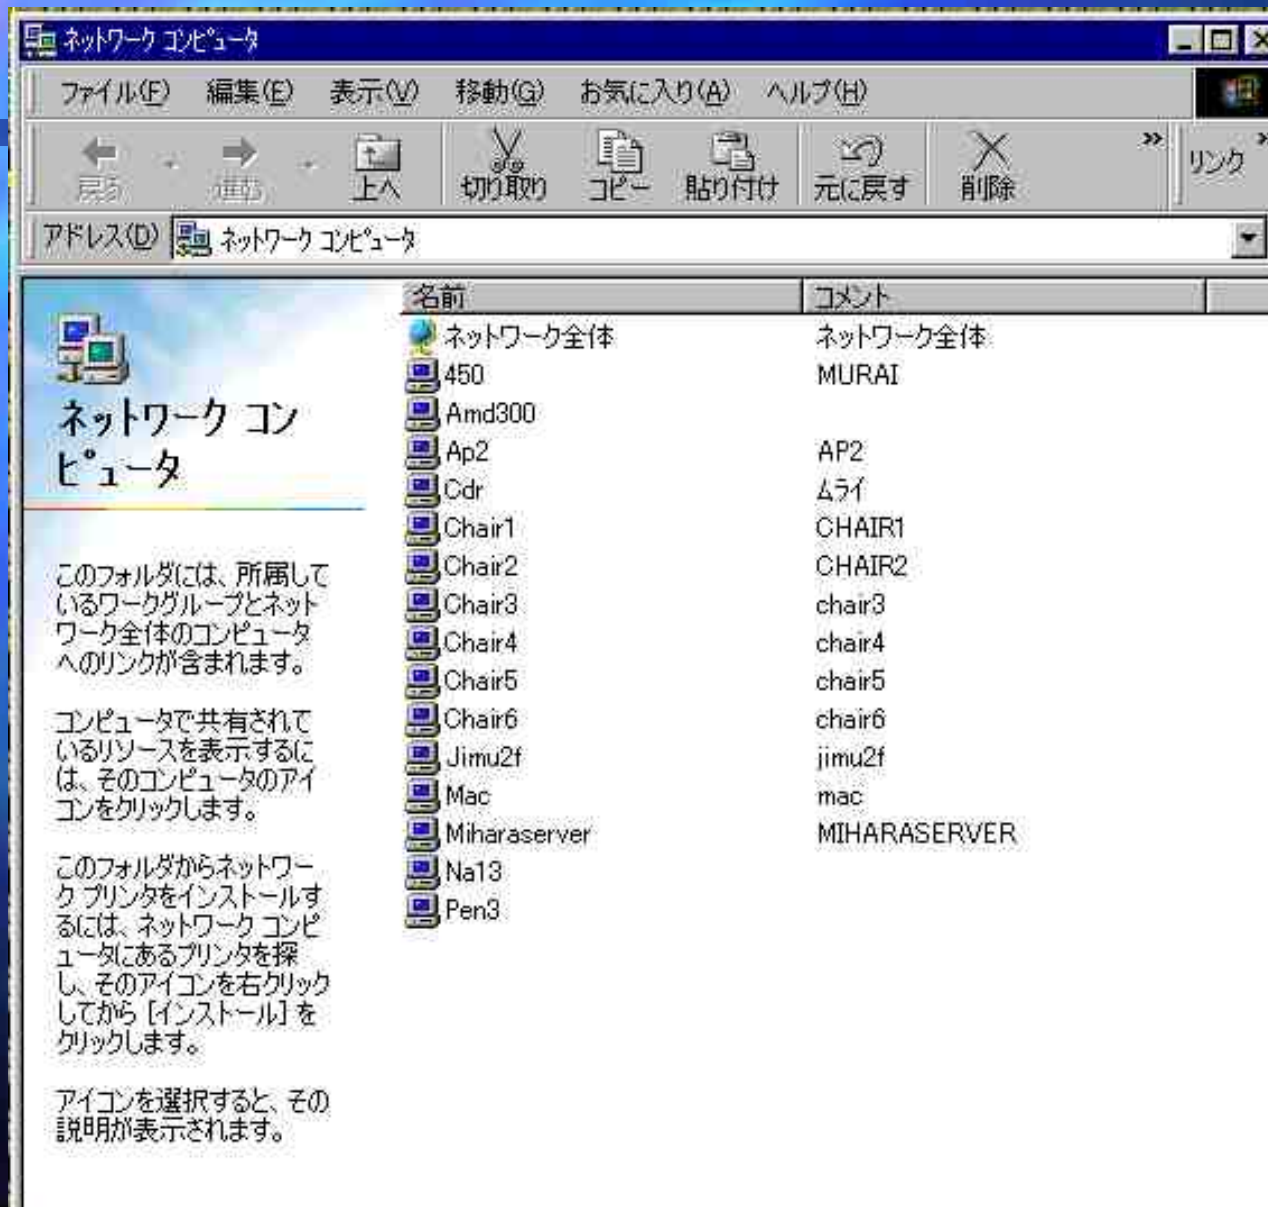 ネットワーク コンピュータ
ファイル(F) 編集(E) 表示(V) 移動(G) お気に入り(A) ヘルプ(H)
戻る 進む 上へ 切り取り コピー 貼り付け 元に戻す 削除 » リンク »
アドレス(D) ネットワーク コンピュータ
名前 コメント
ネットワーク全体 ネットワーク全体
450 MURAI
Amd300
Ap2 AP2
Cdr ムライ
Chair1 CHAIR1
Chair2 CHAIR2
Chair3 chair3
Chair4 chair4
Chair5 chair5
Chair6 chair6
Jimu2f jimu2f
Mac mac
Miharaserver MIHARASERVER
Na13
Pen3
ネットワーク コン
ピュータ
このフォルダには、所属して
いるワークグループとネット
ワーク全体のコンピュータ
へのリンクが含まれます。
コンピュータで共有されて
いるリソースを表示するに
は、そのコンピュータのアイ
コンをクリックします。
このフォルダからネットワー
ク プリンタをインストールす
るには、ネットワーク コンピ
ュータにあるプリンタを探
し、そのアイコンを右クリック
してから [インストール] を
クリックします。
アイコンを選択すると、その
説明が表示されます。